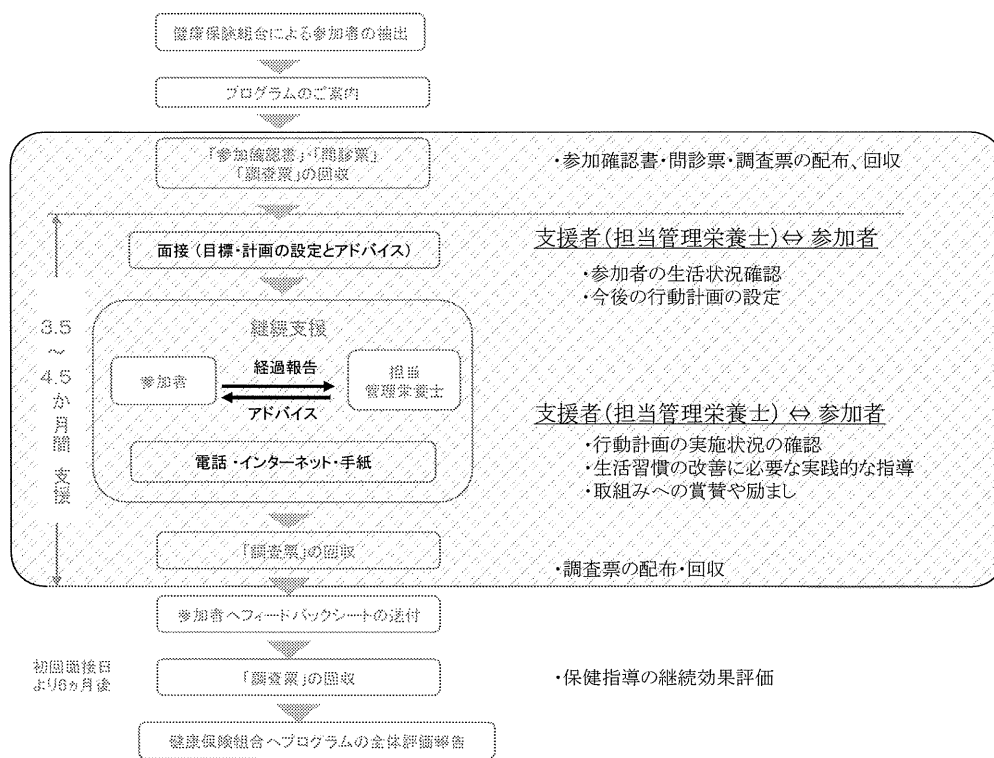 健康保険組合による参加者の抽出
プログラムのご案内
「参加確認書」・「問診票」
「調査票」の回収
・参加確認書・問診票・調査票の配布、回収
面接（目標・計画の設定とアドバイス）
支援者（担当管理栄養士）⇔ 参加者
・参加者の生活状況確認
・今後の行動計画の設定
3.5
～
4.5
か
月
間
支
援
継続支援
参加者
経過報告
アドバイス
担当
管理栄養士
電話・インターネット・手紙
支援者（担当管理栄養士）⇔ 参加者
・行動計画の実施状況の確認
・生活習慣の改善に必要な実践的な指導
・取組みへの賞賛や励まし
「調査票」の回収
・調査票の配布・回収
参加者へフィードバックシートの送付
初回面接日
より6ヵ月後
「調査票」の回収
・保健指導の継続効果評価
健康保険組合へプログラムの全体評価報告